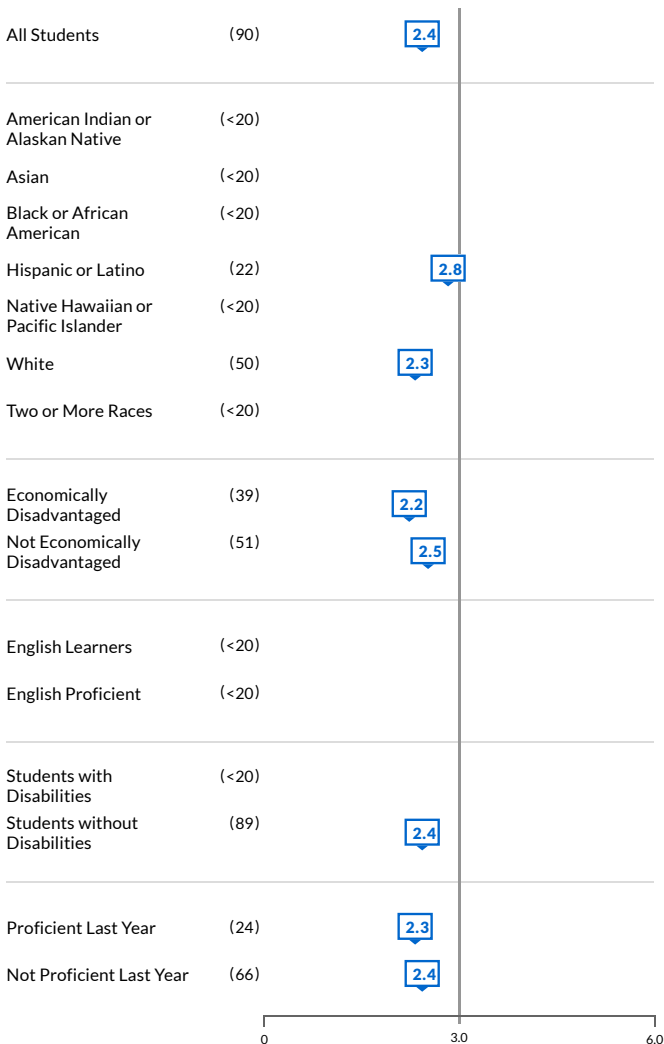 All Students (90) 2.4
American Indian or
Alaskan Native (<20)
Asian (<20)
Black or African
American (<20)
Hispanic or Latino (22) 2.8
Native Hawaiian or
Pacific Islander (<20)
White (50) 2.3
Two or More Races (<20)
Economically
Disadvantaged (39) 2.2
Not Economically
Disadvantaged (51) 2.5
English Learners (<20)
English Proficient (<20)
Students with
Disabilities (<20)
Students without
Disabilities (89) 2.4
Proficient Last Year (24) 2.3
Not Proficient Last Year (66) 2.4
0 3.0 6.0